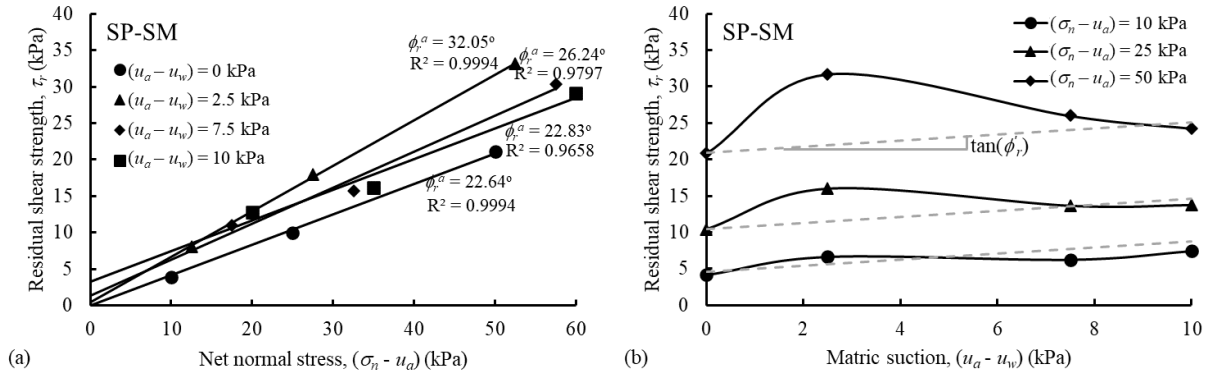 SP-SM
(uₐ – u_w) = 0 kPa
(uₐ – u_w) = 2.5 kPa
(uₐ – u_w) = 7.5 kPa
(uₐ – u_w) = 10 kPa
ϕᵣᵃ = 32.05º
R² = 0.9994
ϕᵣᵃ = 26.24º
R² = 0.9797
ϕᵣᵃ = 22.83º
R² = 0.9658
ϕᵣᵃ = 22.64º
R² = 0.9994
Residual shear strength, τᵣ (kPa)
40
35
30
25
20
15
10
5
0
0 10 20 30 40 50 60
Net normal stress, (σₙ - uₐ) (kPa)
(a)
SP-SM
(σₙ – uₐ) = 10 kPa
(σₙ – uₐ) = 25 kPa
(σₙ – uₐ) = 50 kPa
tan(ϕ'ᵣ)
Residual shear strength, τᵣ (kPa)
40
35
30
25
20
15
10
5
0
0 2 4 6 8 10
Matric suction, (uₐ - u_w) (kPa)
(b)